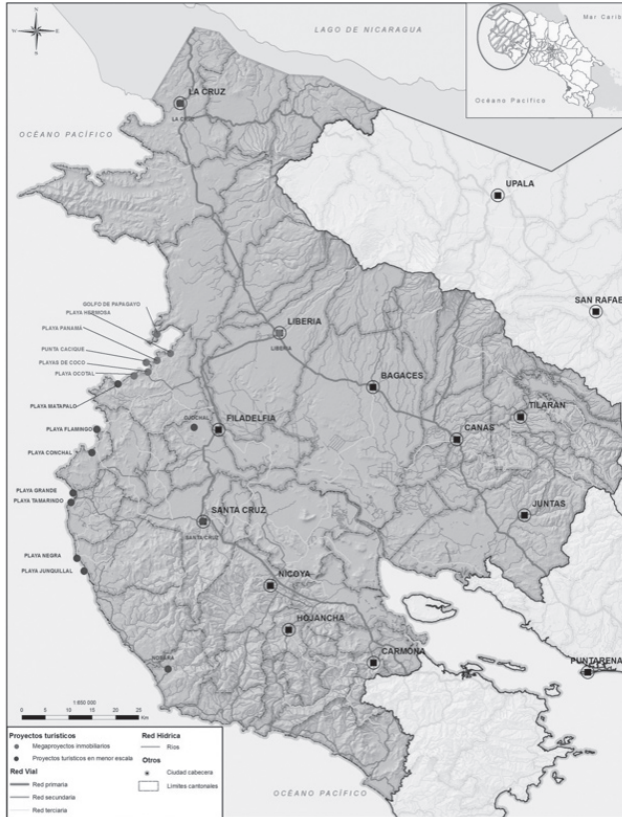 LAGO DE NICARAGUA
Mar Carib
Océano Pacífico
LA CRUZ
LA CRUZ
OCÉANO PACÍFICO
UPALA
SAN RAFAE
GOLFO DE PAPAGAYO
PLAYA HERMOSA
PLAYA PANAMÁ
PUNTA CACIQUE
PLAYAS DE COCO
PLAYA OCOTAL
PLAYA MATAPALO
LIBERIA
LIBERIA
BAGACES
TILARÁN
PLAYA FLAMINGO
FILADELFIA
CAÑAS
PLAYA CONCHAL
PLAYA GRANDE
PLAYA TAMARINDO
SANTA CRUZ
SANTA CRUZ
JUNTAS
PLAYA NEGRA
PLAYA JUNQUILLAL
NICOYA
HOJANCHA
CARMONA
PUNTARENA
1:650 000
0 5 10 15 20 25
Km
Proyectos turísticos
Megaproyectos inmobiliarios
Proyectos turísticos en menor escala
Red Vial
Red primaria
Red secundaria
Red terciaria
Red Hídrica
Ríos
Otros
Ciudad cabecera
Límites cantonales
OCÉANO PACÍFICO